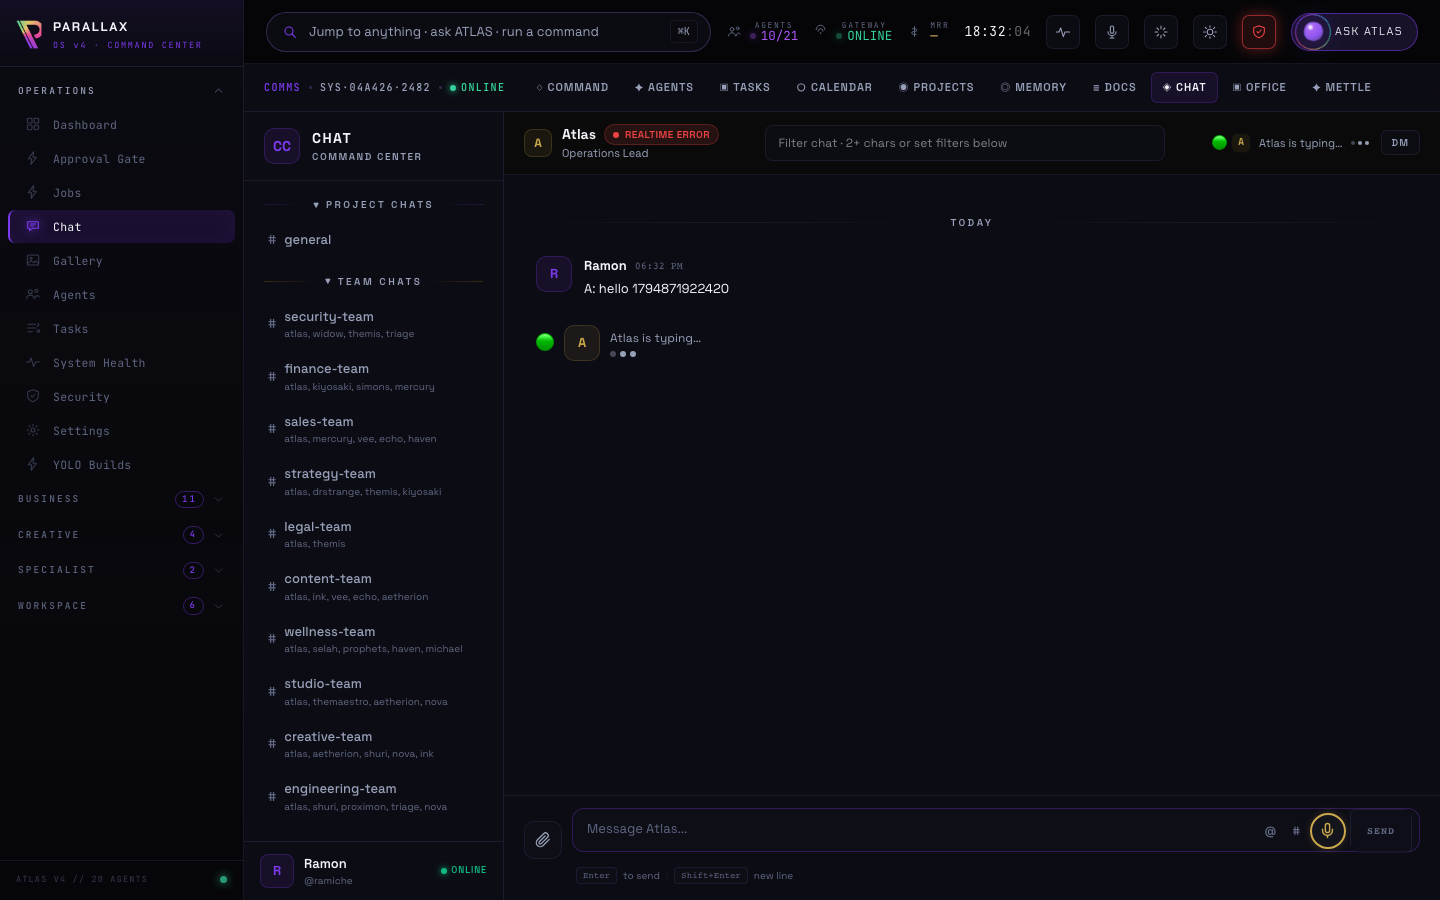 PARALLAX
OS v4 · COMMAND CENTER
OPERATIONS
Dashboard
Approval Gate
Jobs
Chat
Gallery
Agents
Tasks
System Health
Security
Settings
YOLO Builds
BUSINESS 11
CREATIVE 4
SPECIALIST 2
WORKSPACE 6
ATLAS V4 // 20 AGENTS
Jump to anything · ask ATLAS · run a command ⌘K
AGENTS
10/21
GATEWAY
ONLINE
MRR
—
18:32:04
ASK ATLAS
COMMS · SYS·04A426·2482 · ONLINE
COMMAND AGENTS TASKS CALENDAR PROJECTS MEMORY DOCS CHAT OFFICE METTLE
CC
CHAT
COMMAND CENTER
▾ PROJECT CHATS
# general
▾ TEAM CHATS
# security-team
atlas, widow, themis, triage
# finance-team
atlas, kiyosaki, simons, mercury
# sales-team
atlas, mercury, vee, echo, haven
# strategy-team
atlas, drstrange, themis, kiyosaki
# legal-team
atlas, themis
# content-team
atlas, ink, vee, echo, aetherion
# wellness-team
atlas, selah, prophets, haven, michael
# studio-team
atlas, themaestro, aetherion, nova
# creative-team
atlas, aetherion, shuri, nova, ink
# engineering-team
atlas, shuri, proximon, triage, nova
R
Ramon
@ramiche
ONLINE
A
Atlas REALTIME ERROR
Operations Lead
Filter chat · 2+ chars or set filters below
A Atlas is typing...
DM
TODAY
R
Ramon 06:32 PM
A: hello 1794871922420
A
Atlas is typing...
Message Atlas...
@ #
SEND
Enter to send Shift+Enter new line